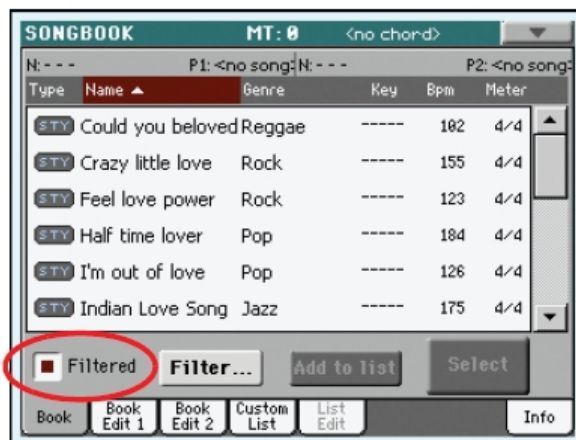 SONGBOOK MT:0 <no chord>
N:--- P1:<no song: N:--- P2:<no song:
Type Name ▲ Genre Key Bpm Meter
STY Could you beloved Reggae ----- 102 4/4
STY Crazy little love Rock ----- 155 4/4
STY Feel love power Rock ----- 123 4/4
STY Half time lover Pop ----- 184 4/4
STY I'm out of love Pop ----- 126 4/4
STY Indian Love Song Jazz ----- 175 4/4
Filtered Filter... Add to list Select
Book Book Edit 1 Book Edit 2 Custom List List Edit Info